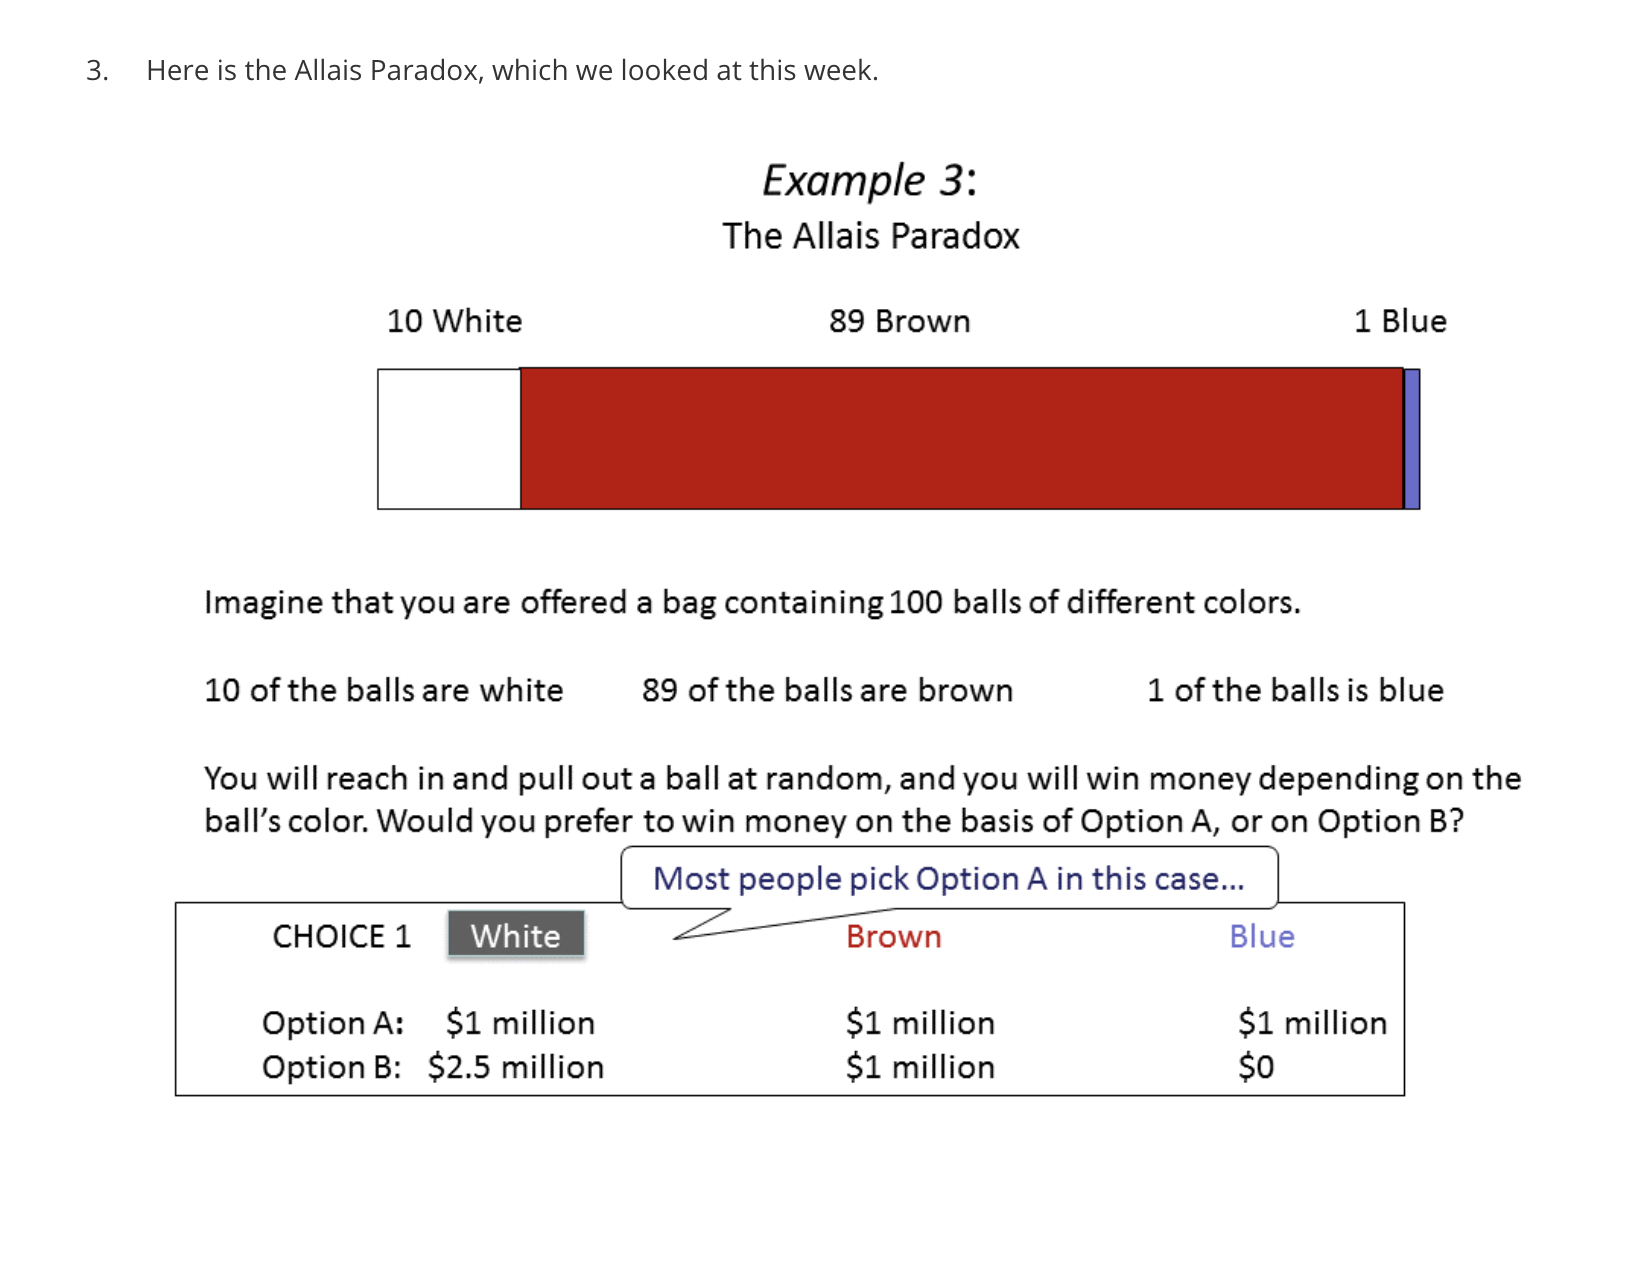 3. Here is the Allais Paradox, which we looked at this week.
Example 3:
The Allais Paradox
10 White 89 Brown 1 Blue
Imagine that you are offered a bag containing 100 balls of different colors.
10 of the balls are white 89 of the balls are brown 1 of the balls is blue
You will reach in and pull out a ball at random, and you will win money depending on the
ball's color. Would you prefer to win money on the basis of Option A, or on Option B?
Most people pick Option A in this case...
CHOICE 1 White Brown Blue
Option A: $1 million $1 million $1 million
Option B: $2.5 million $1 million $0